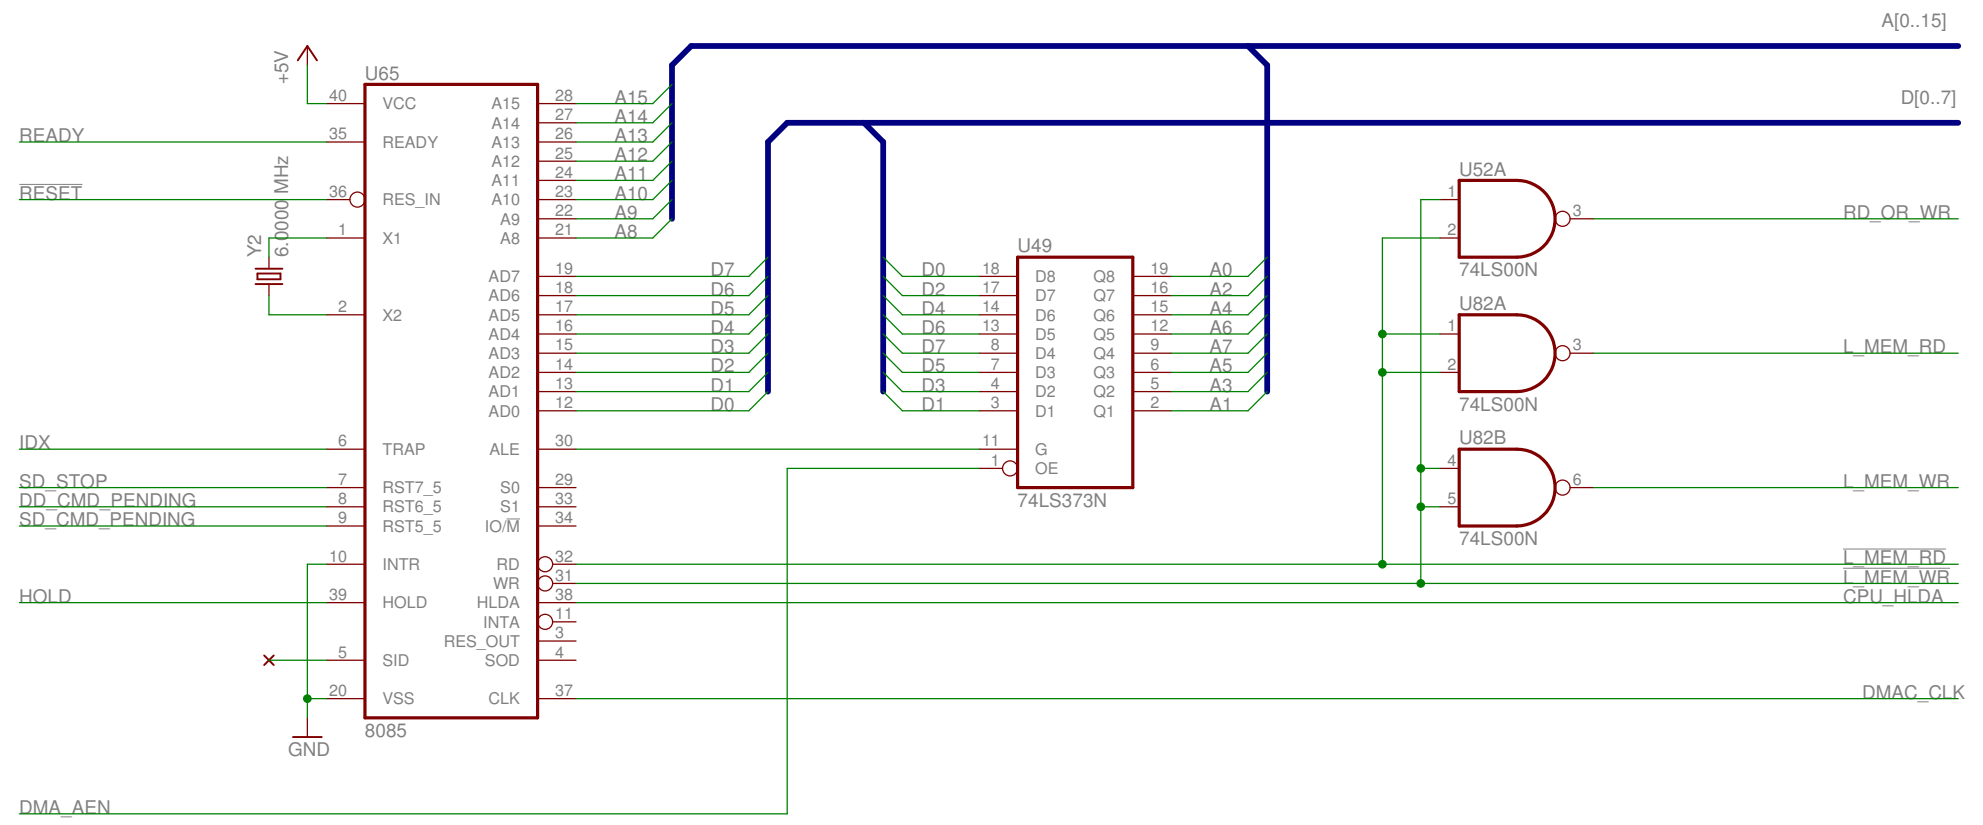 A[0..15]
D[0..7]
+5V
U65
40 VCC A15 28 A15
A14 27 A14
READY 35 READY A13 26 A13
A12 25 A12
A11 24 A11
RESET 36 RES_IN A10 23 A10
A9 22 A9
1 X1 A8 21 A8
Y2
6.0000 MHz
AD7 19 D7
AD6 18 D6
2 X2 AD5 17 D5
AD4 16 D4
AD3 15 D3
AD2 14 D2
AD1 13 D1
AD0 12 D0
IDX 6 TRAP ALE 30
SD_STOP 7 RST7_5 S0 29
DD_CMD_PENDING 8 RST6_5 S1 33
SD_CMD_PENDING 9 RST5_5 IO/M 34
10 INTR RD 32
WR 31
HOLD 39 HOLD HLDA 38
INTA 11
RES_OUT 3
5 SID SOD 4
20 VSS CLK 37
8085
GND
DMA_AEN
U49
D0 18 D8 Q8 19 A0
D2 17 D7 Q7 16 A2
D4 14 D6 Q6 15 A4
D6 13 D5 Q5 12 A6
D7 8 D4 Q4 9 A7
D5 7 D3 Q3 6 A5
D3 4 D2 Q2 5 A3
D1 3 D1 Q1 2 A1
11 G
1 OE
74LS373N
U52A
1
2
3 RD_OR_WR
74LS00N
U82A
1
2
3 L_MEM_RD
74LS00N
U82B
4
5
6 L_MEM_WR
74LS00N
L_MEM_RD
L_MEM_WR
CPU_HLDA
DMAC_CLK